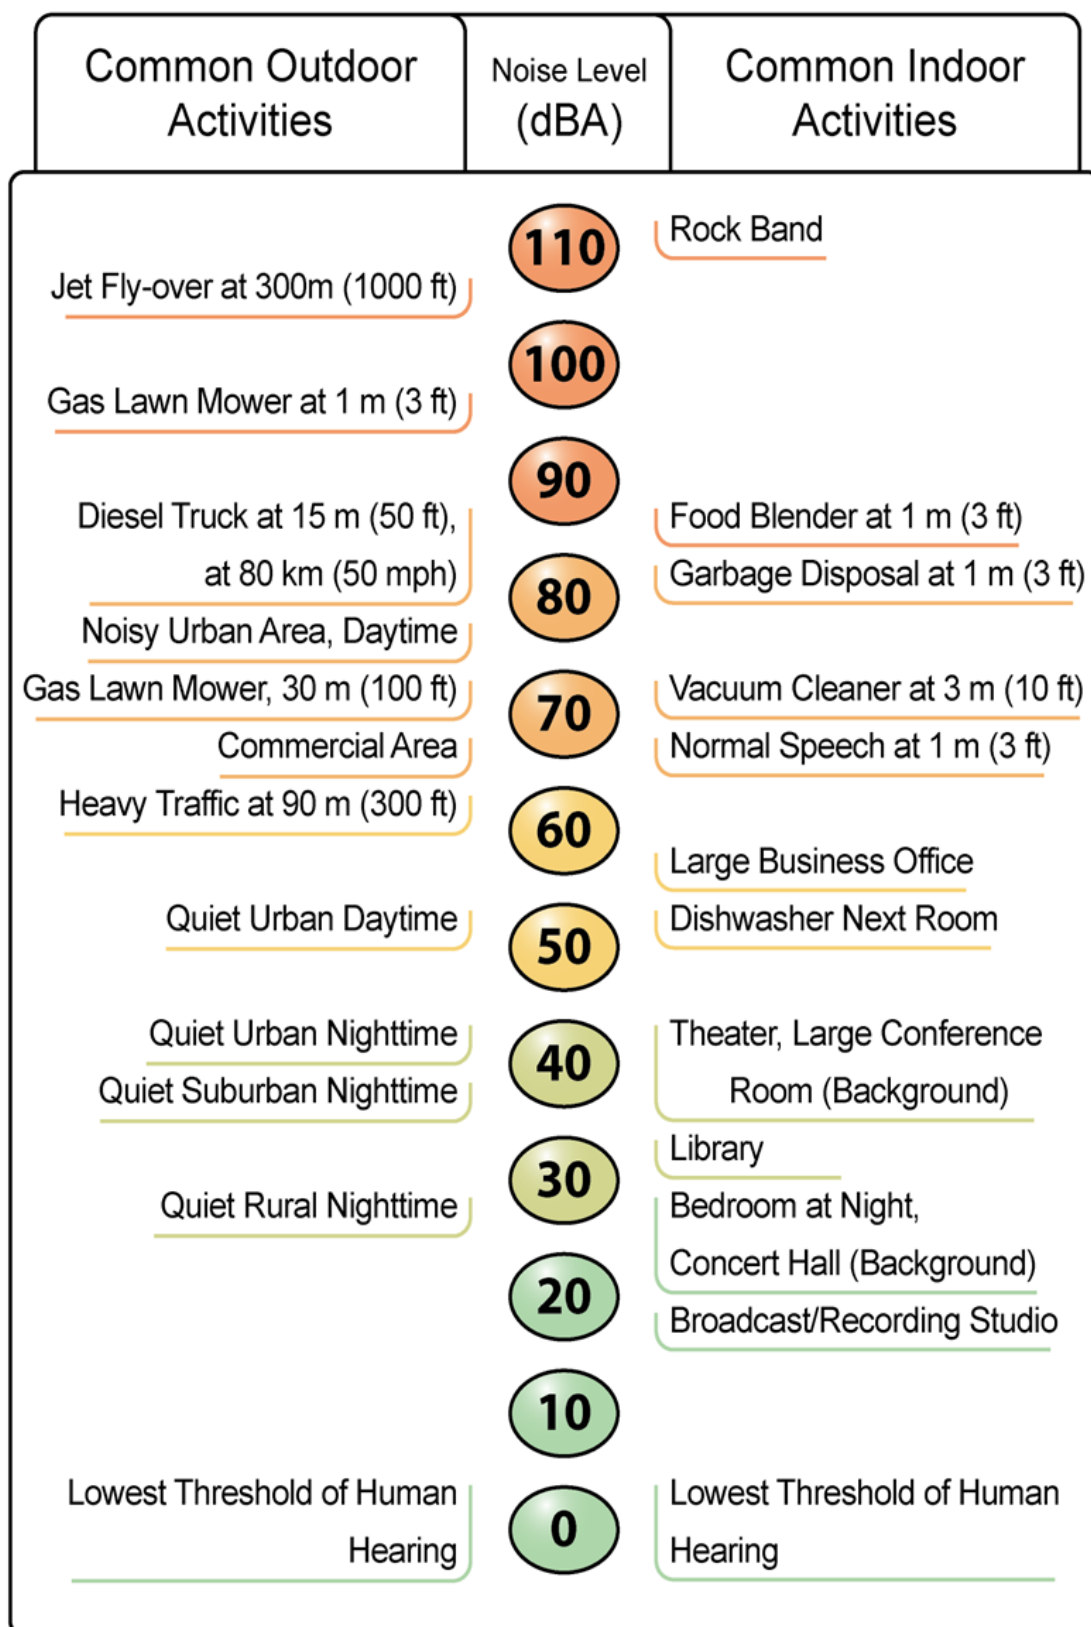 Common Outdoor
Activities
Noise Level
(dBA)
Common Indoor
Activities
110
Rock Band
Jet Fly-over at 300m (1000 ft)
100
Gas Lawn Mower at 1 m (3 ft)
90
Diesel Truck at 15 m (50 ft),
at 80 km (50 mph)
Food Blender at 1 m (3 ft)
Garbage Disposal at 1 m (3 ft)
80
Noisy Urban Area, Daytime
Gas Lawn Mower, 30 m (100 ft)
70
Vacuum Cleaner at 3 m (10 ft)
Commercial Area
Normal Speech at 1 m (3 ft)
Heavy Traffic at 90 m (300 ft)
60
Large Business Office
Quiet Urban Daytime
50
Dishwasher Next Room
Quiet Urban Nighttime
40
Theater, Large Conference
Room (Background)
Quiet Suburban Nighttime
Library
30
Quiet Rural Nighttime
Bedroom at Night,
Concert Hall (Background)
20
Broadcast/Recording Studio
10
Lowest Threshold of Human
Hearing
0
Lowest Threshold of Human
Hearing